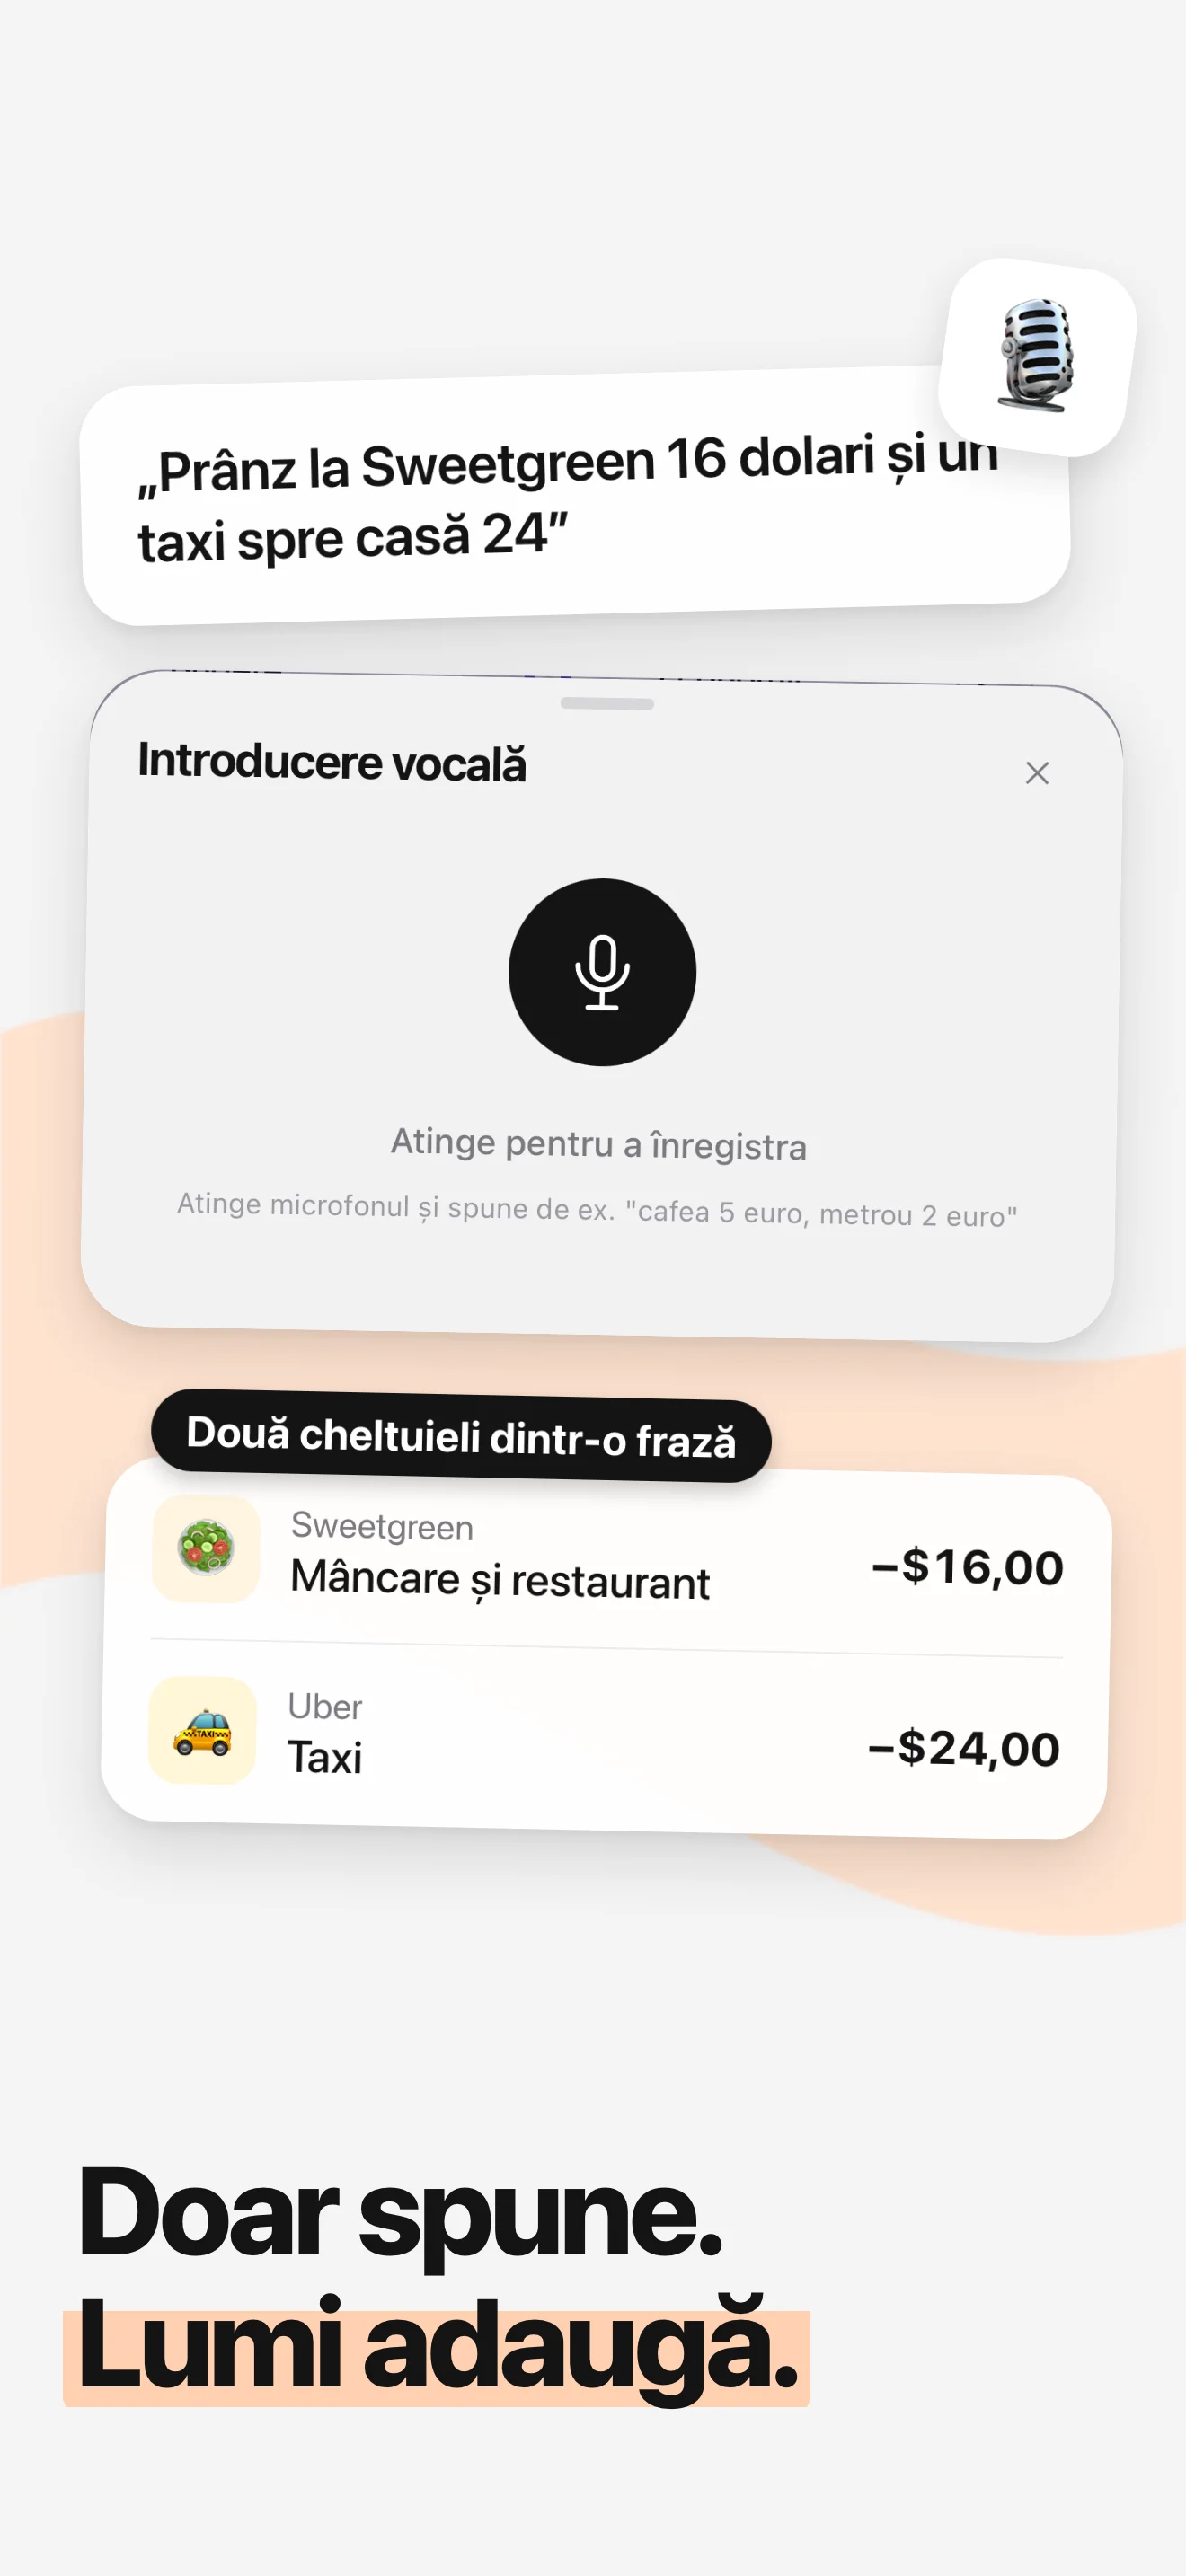 „Prânz la Sweetgreen 16 dolari și un
taxi spre casă 24”
Introducere vocală
Atinge pentru a înregistra
Atinge microfonul și spune de ex. "cafea 5 euro, metrou 2 euro"
Două cheltuieli dintr-o frază
Sweetgreen
Mâncare și restaurant
−$16,00
TAXI
Uber
Taxi
−$24,00
Doar spune.
Lumi adaugă.